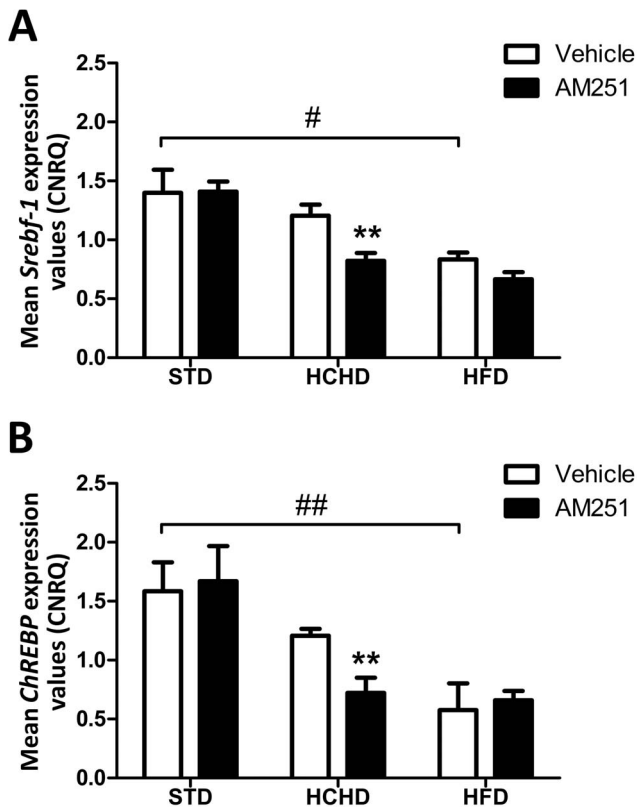 A
Mean Srebf-1 expression
values (CNRQ)
2.5
2.0
1.5
1.0
0.5
0.0
#
**
STD
HCHD
HFD
Vehicle
AM251
B
Mean ChREBP expression
values (CNRQ)
2.5
2.0
1.5
1.0
0.5
0.0
##
**
STD
HCHD
HFD
Vehicle
AM251